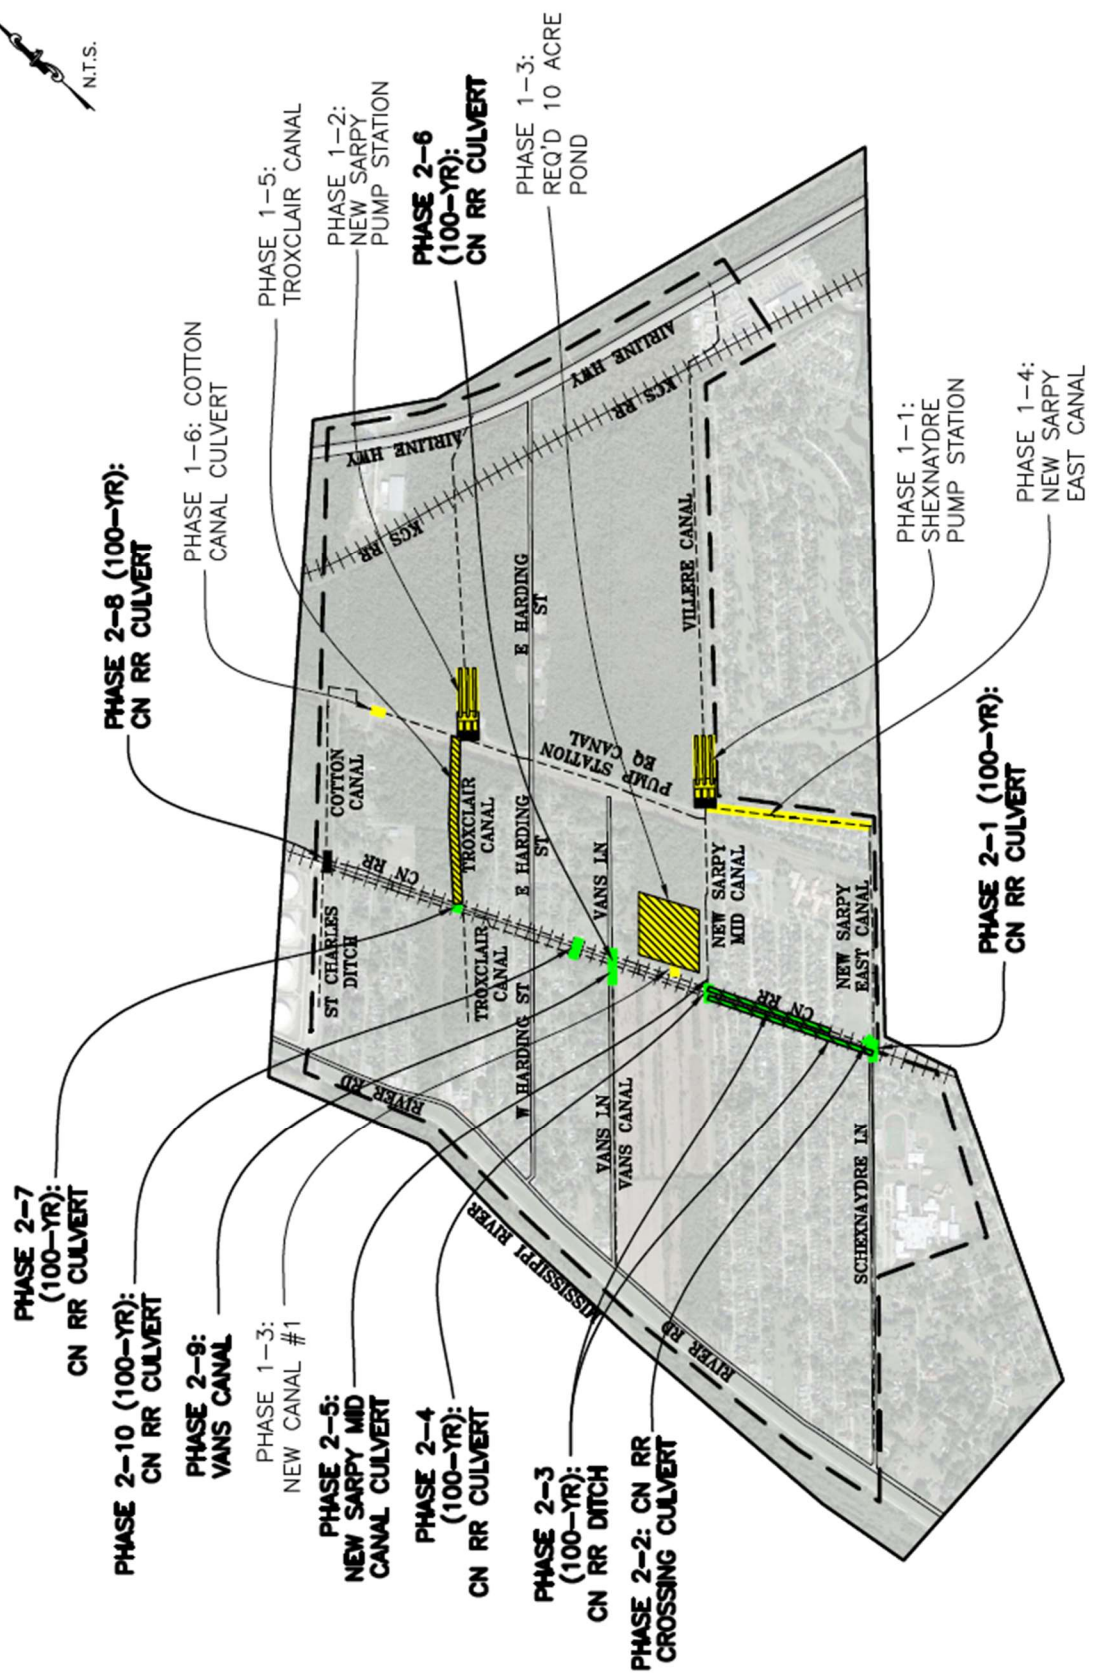 N.T.S.
PHASE 1-5:
TROXCLAIR CANAL
PHASE 1-2:
NEW SARPY
PUMP STATION
PHASE 2-6
(100-YR):
CN RR CULVERT
PHASE 1-3:
REQ'D 10 ACRE
POND
PHASE 1-6: COTTON
CANAL CULVERT
PHASE 2-8 (100-YR):
CN RR CULVERT
PHASE 1-1:
SHEXNAYDRE
PUMP STATION
PHASE 1-4:
NEW SARPY
EAST CANAL
PHASE 2-1 (100-YR):
CN RR CULVERT
PHASE 2-7
(100-YR):
CN RR CULVERT
PHASE 2-10 (100-YR):
CN RR CULVERT
PHASE 2-9:
VANS CANAL
PHASE 1-3:
NEW CANAL #1
PHASE 2-5:
NEW SARPY MID
CANAL CULVERT
PHASE 2-4
(100-YR):
CN RR CULVERT
PHASE 2-3
(100-YR):
CN RR DITCH
PHASE 2-2: CN RR
CROSSING CULVERT
AIRLINE HWY
AIRLINE HWY
KCS RR
KCS RR
E HARDING
ST
VILLERE CANAL
COTTON
CANAL
CN RR
TROXCLAIR
CANAL
E HARDING
ST
PUMP STATION
EQ CANAL
VANS LN
NEW SARPY
MID CANAL
NEW SARPY
EAST CANAL
ST CHARLES
DITCH
TROXCLAIR
CANAL
W HARDING ST
CN RR
RIVER RD
VANS LN
VANS CANAL
SCHEXNAYDRE LN
MISSISSIPPI RIVER
RIVER RD